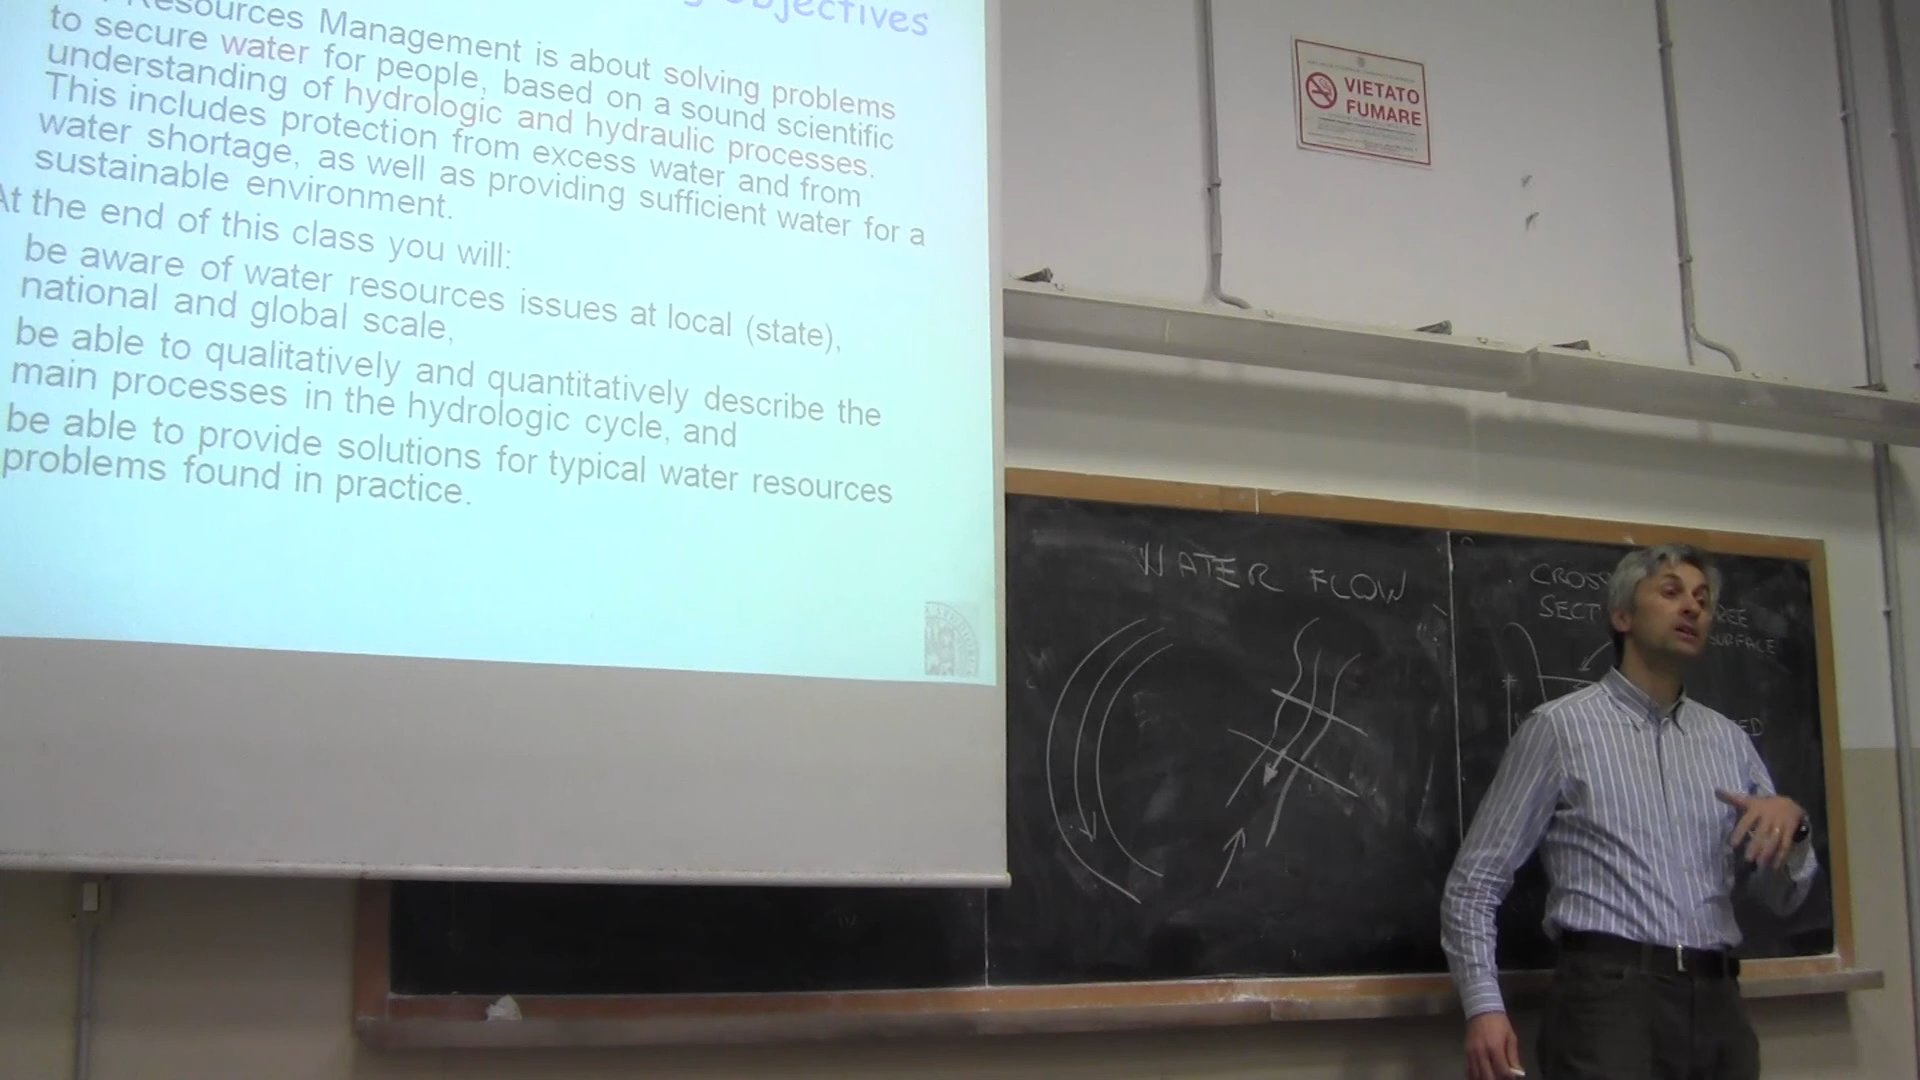 Objectives
Resources Management is about solving problems
to secure water for people, based on a sound scientific
understanding of hydrologic and hydraulic processes.
This includes protection from excess water and from
water shortage, as well as providing sufficient water for a
sustainable environment.
At the end of this class you will:
be aware of water resources issues at local (state),
national and global scale,
be able to qualitatively and quantitatively describe the
main processes in the hydrologic cycle, and
be able to provide solutions for typical water resources
problems found in practice.
VIETATO
FUMARE
WATER FLOW
CROSS
SECT
REE
SURFACE
ED